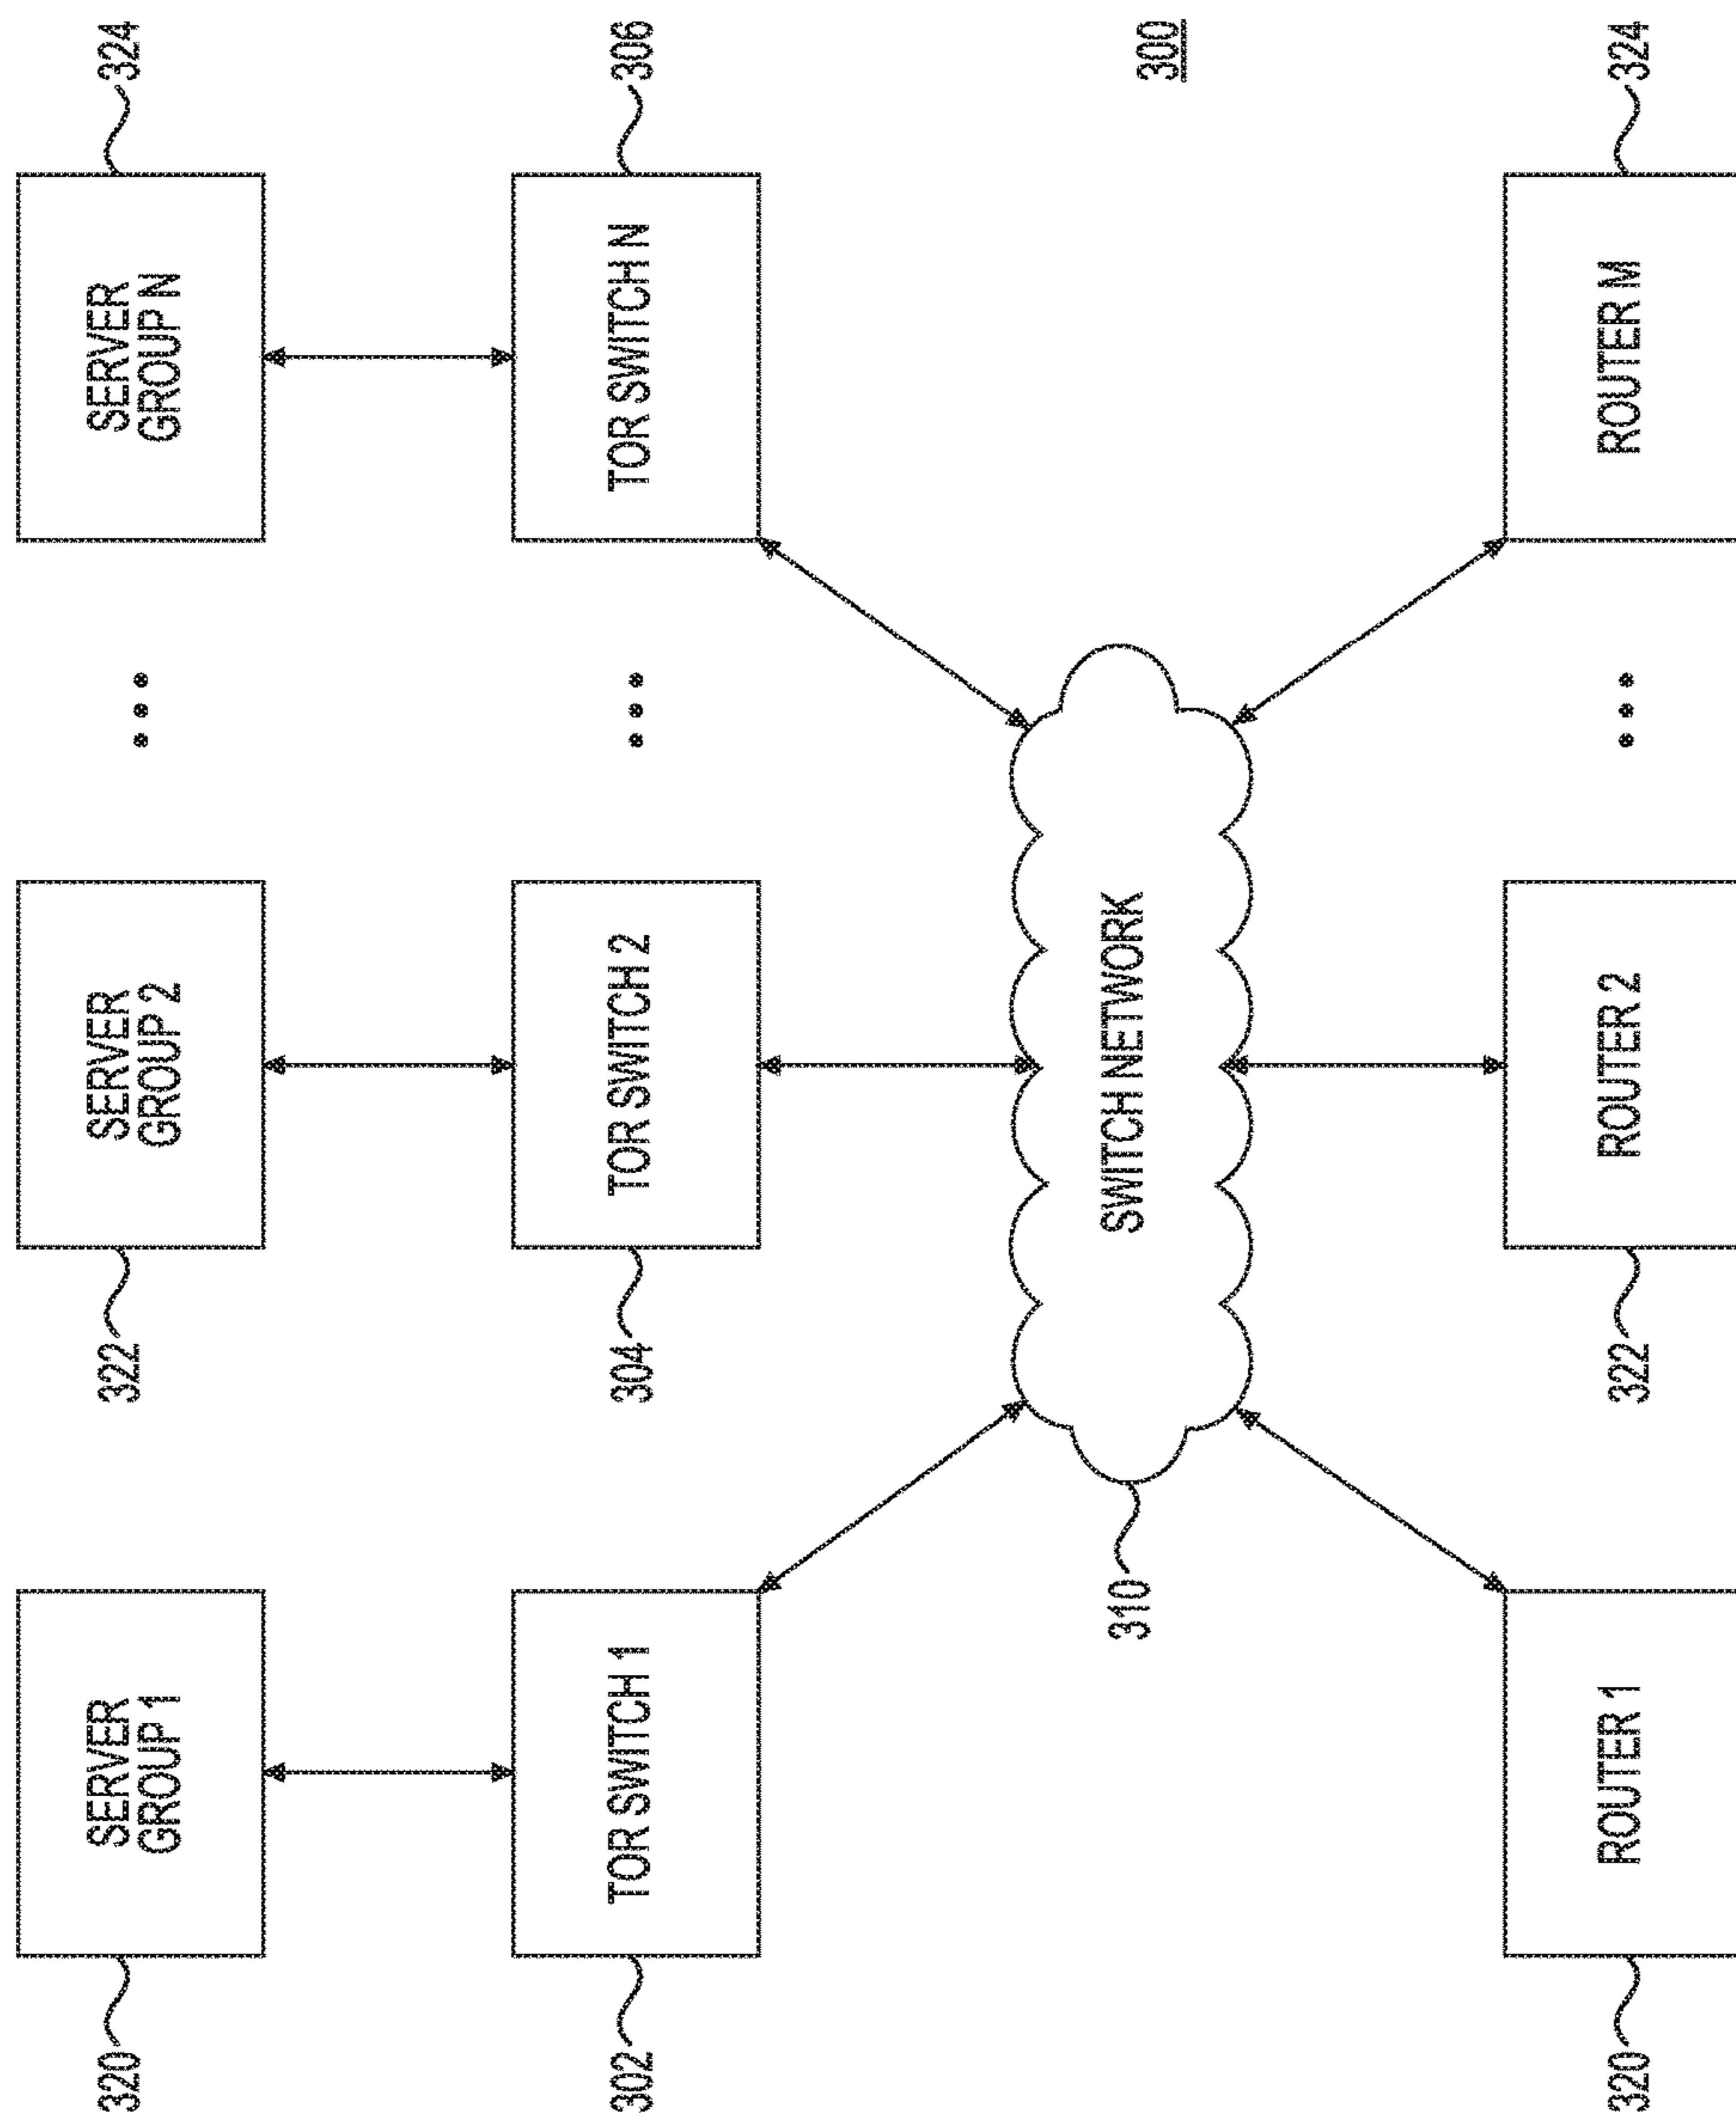 320
SERVER
GROUP 1
322
SERVER
GROUP 2
• • •
SERVER
GROUP N
324
302
TOR SWITCH 1
304
TOR SWITCH 2
• • •
TOR SWITCH N
306
310
SWITCH NETWORK
300
320
ROUTER 1
322
ROUTER 2
• • •
ROUTER M
324